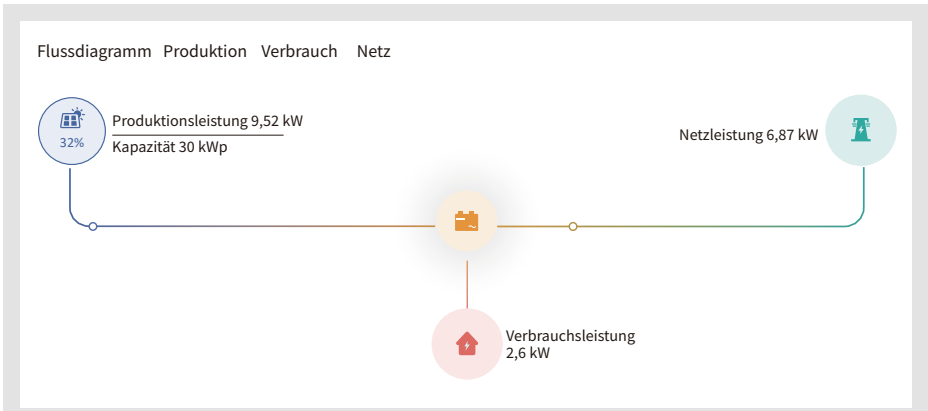 Flussdiagramm Produktion Verbrauch Netz
32%
Produktionsleistung 9,52 kW
Kapazität 30 kWp
Netzleistung 6,87 kW
Verbrauchsleistung
2,6 kW